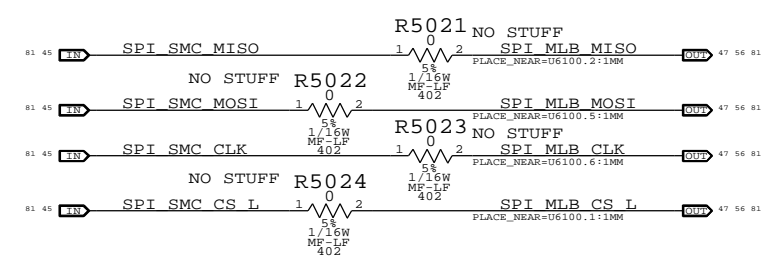 R5021 NO STUFF
0
81 45 IN SPI_SMC_MISO 1 2 SPI_MLB_MISO OUT 47 56 81
5%
1/16W
MF-LF
402
PLACE_NEAR=U6100.2:1MM
NO STUFF R5022
0
81 45 IN SPI_SMC_MOSI 1 2 SPI_MLB_MOSI OUT 47 56 81
5%
1/16W
MF-LF
402
PLACE_NEAR=U6100.5:1MM
R5023 NO STUFF
0
81 45 IN SPI_SMC_CLK 1 2 SPI_MLB_CLK OUT 47 56 81
5%
1/16W
MF-LF
402
PLACE_NEAR=U6100.6:1MM
NO STUFF R5024
0
81 45 IN SPI_SMC_CS_L 1 2 SPI_MLB_CS_L OUT 47 56 81
5%
1/16W
MF-LF
402
PLACE_NEAR=U6100.1:1MM